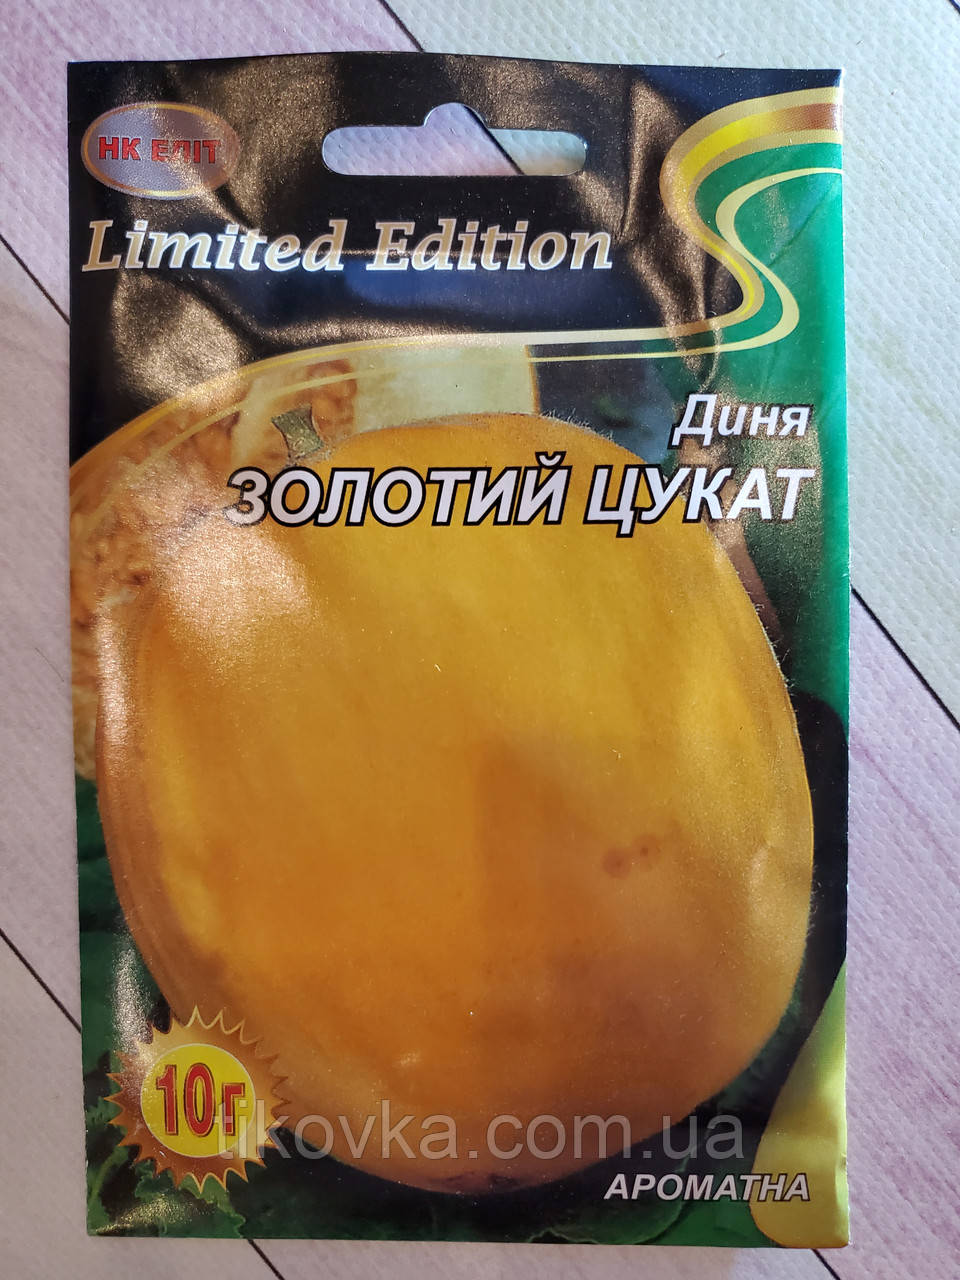 НК ЕЛІТ
Limited Edition
Диня
ЗОЛОТИЙ ЦУКАТ
10г
tikovka.com.ua
АРОМАТНА